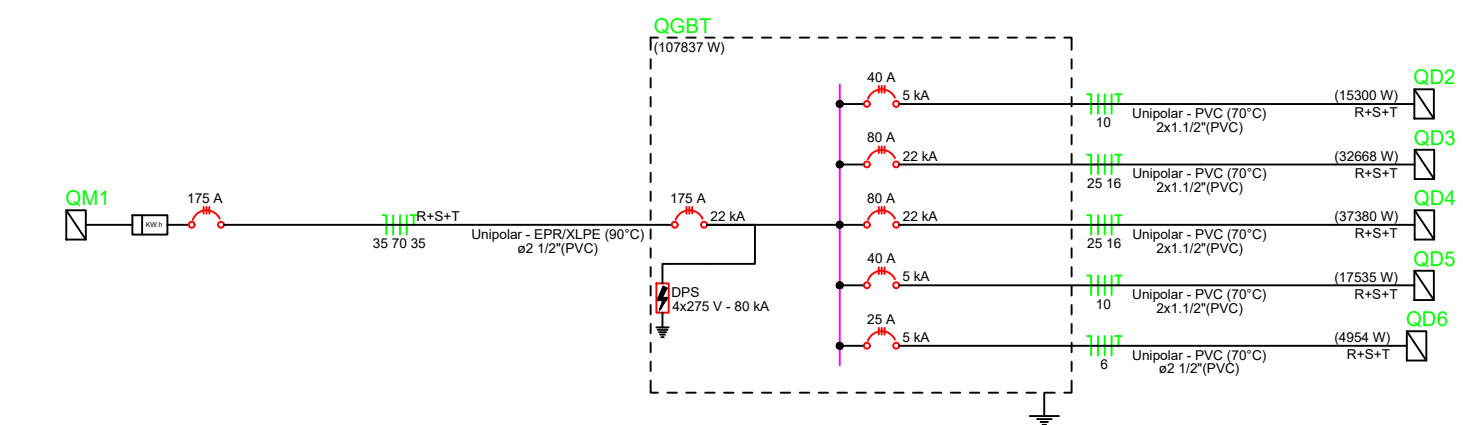 QM1
KW.h
175 A
35 70 35
R+S+T
Unipolar - EPR/XLPE (90°C)
ø2 1/2"(PVC)
QGBT
(107837 W)
175 A
22 kA
DPS
4x275 V - 80 kA
40 A
5 kA
10
Unipolar - PVC (70°C)
2x1.1/2"(PVC)
(15300 W)
R+S+T
QD2
80 A
22 kA
25 16
Unipolar - PVC (70°C)
2x1.1/2"(PVC)
(32668 W)
R+S+T
QD3
80 A
22 kA
25 16
Unipolar - PVC (70°C)
2x1.1/2"(PVC)
(37380 W)
R+S+T
QD4
40 A
5 kA
10
Unipolar - PVC (70°C)
2x1.1/2"(PVC)
(17535 W)
R+S+T
QD5
25 A
5 kA
6
Unipolar - PVC (70°C)
ø2 1/2"(PVC)
(4954 W)
R+S+T
QD6